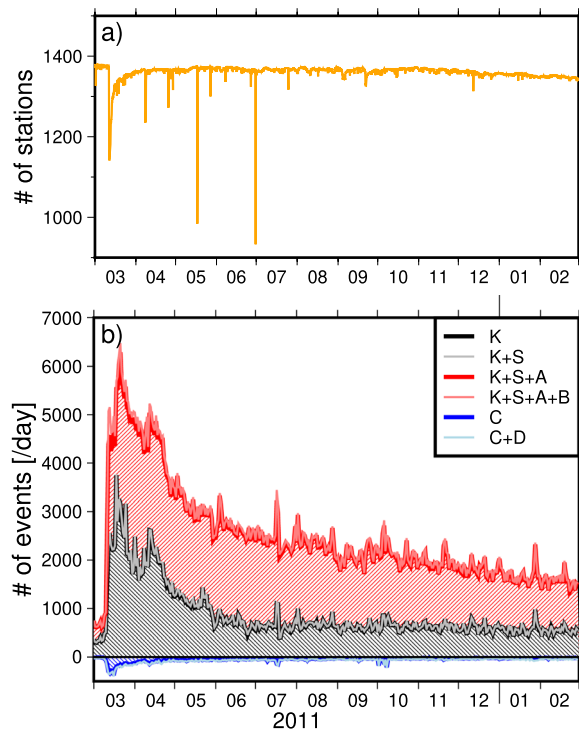 a)
# of stations
1400
1200
1000
03 04 05 06 07 08 09 10 11 12 01 02
b)
# of events [/day]
7000
6000
5000
4000
3000
2000
1000
0
K
K+S
K+S+A
K+S+A+B
C
C+D
03 04 05 06 07 08 09 10 11 12 01 02
2011